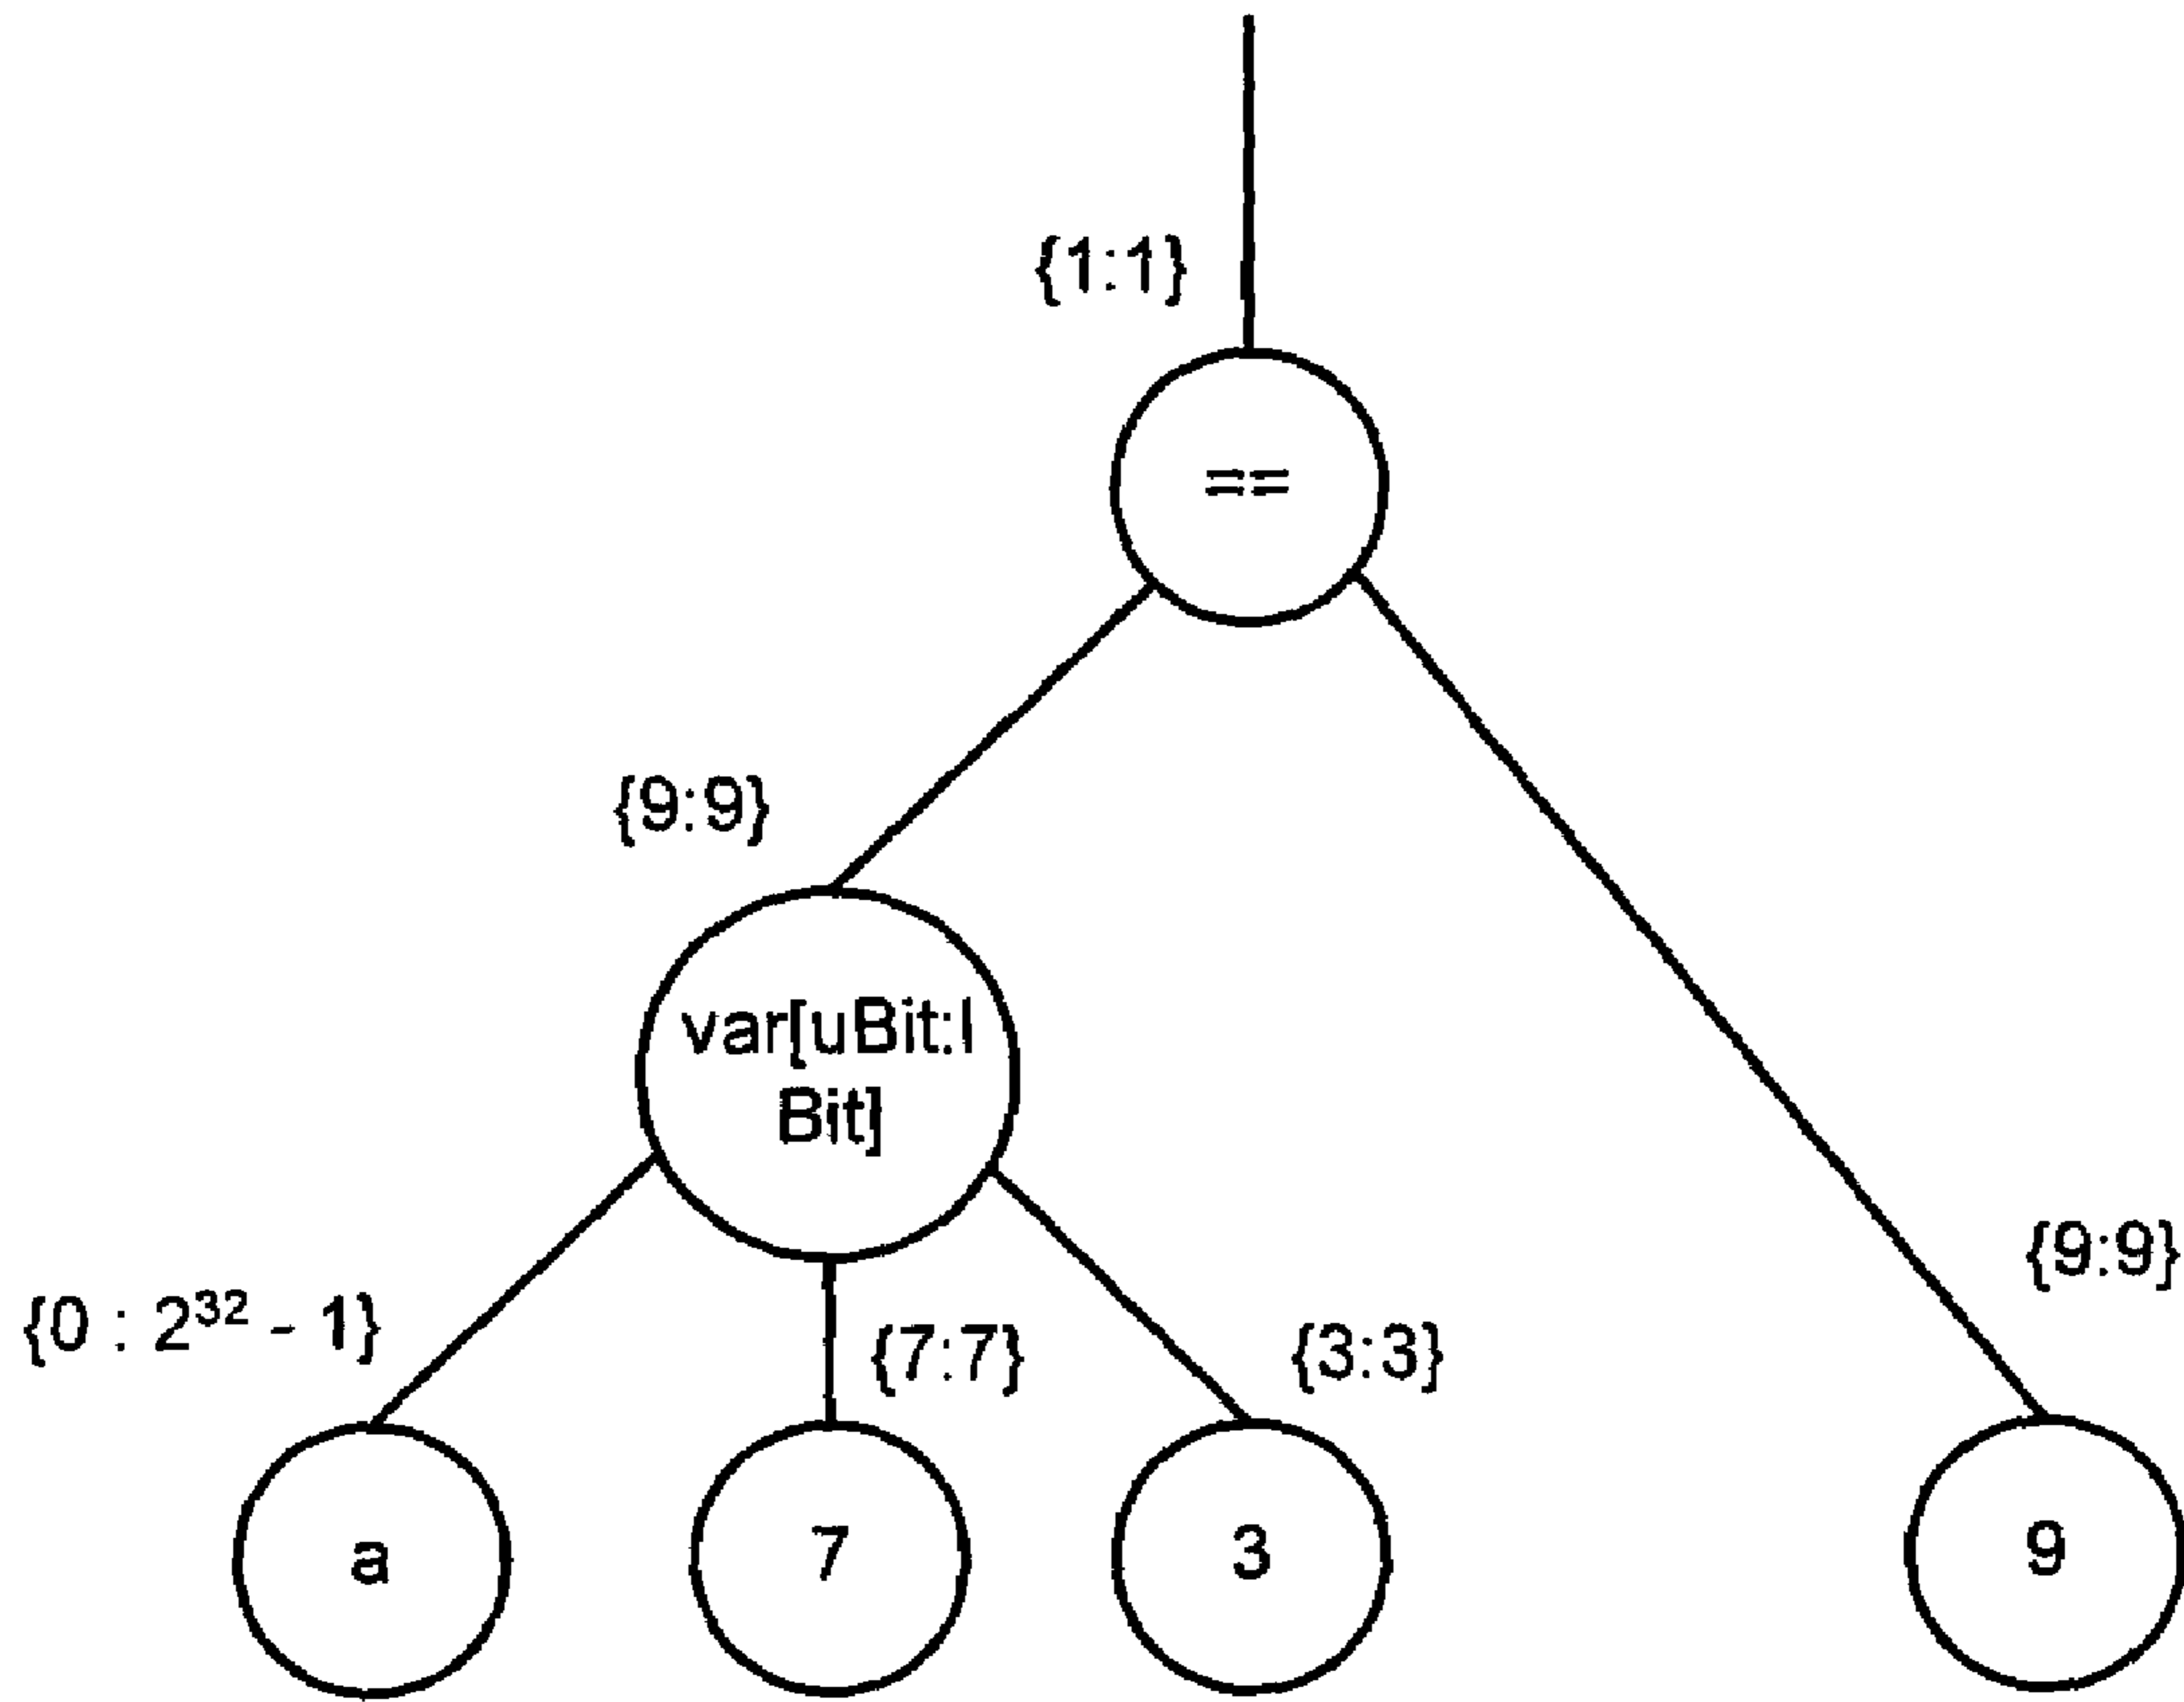 {1:1}
==
{9:9}
var[uBit:l
Bit]
{9:9}
{0 : 2³² - 1}
{7:7}
{3:3}
a
7
3
9